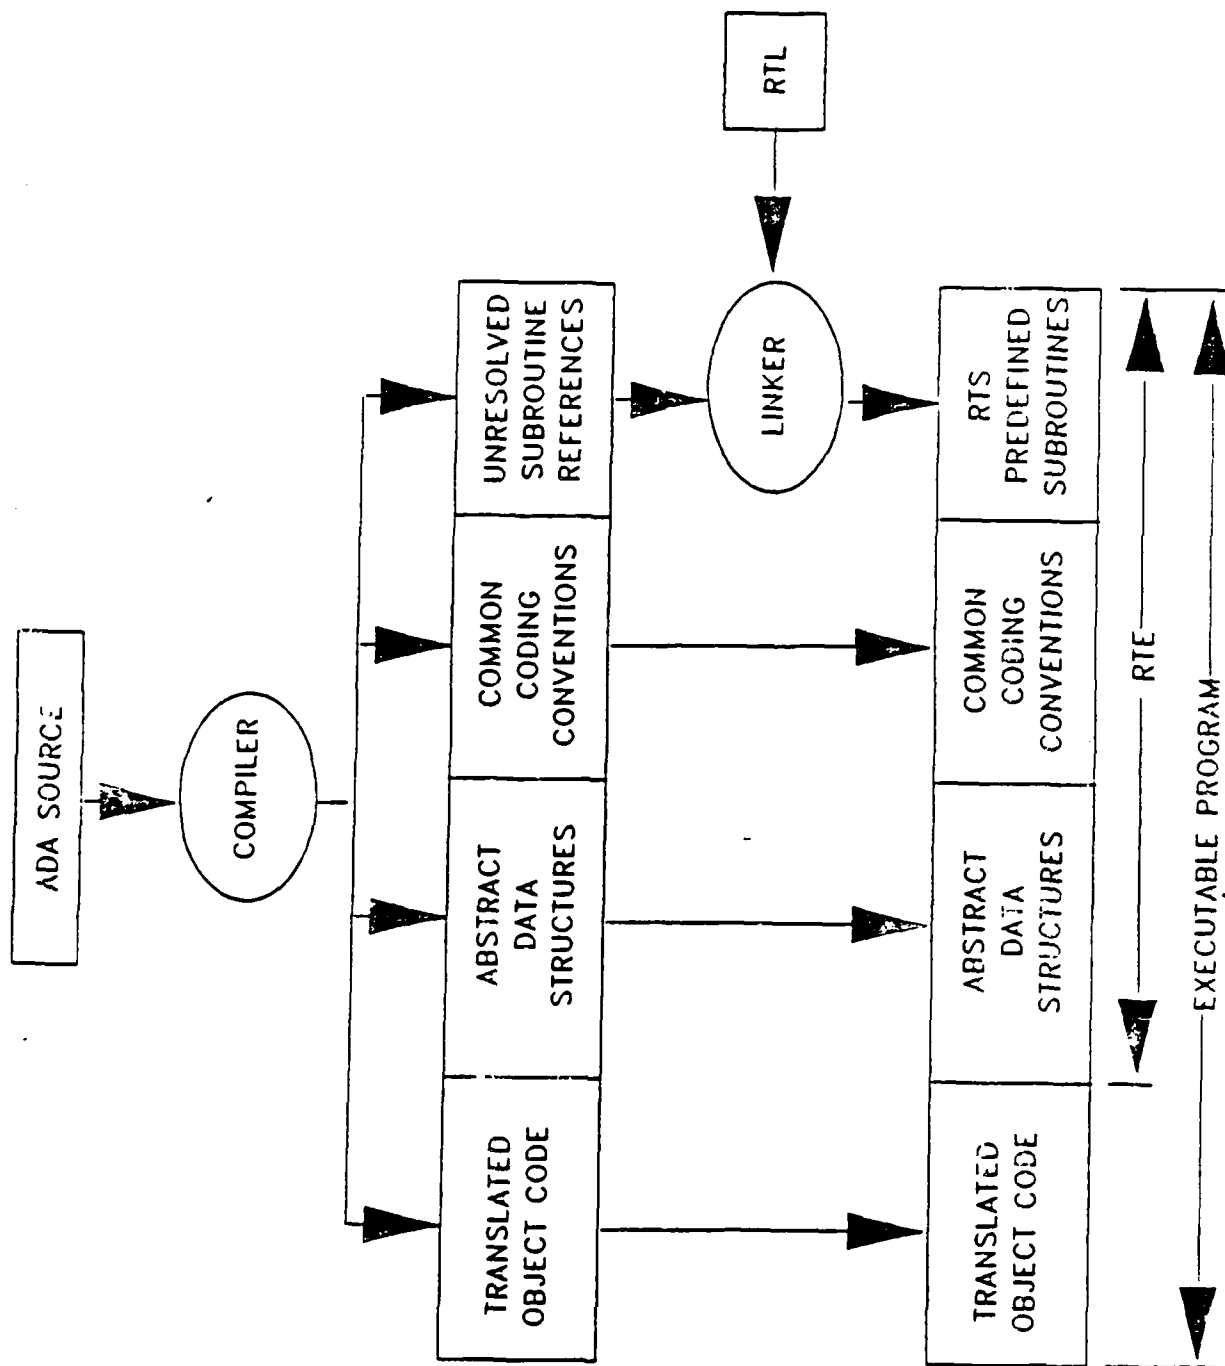 ADA SOURCE
COMPILER
TRANSLATED
OBJECT CODE
ABSTRACT
DATA
STRUCTURES
COMMON
CODING
CONVENTIONS
UNRESOLVED
SUBROUTINE
REFERENCES
LINKER
RTL
TRANSLATED
OBJECT CODE
ABSTRACT
DATA
STRUCTURES
COMMON
CODING
CONVENTIONS
RTS
PREDEFINED
SUBROUTINES
RTE
EXECUTABLE PROGRAM